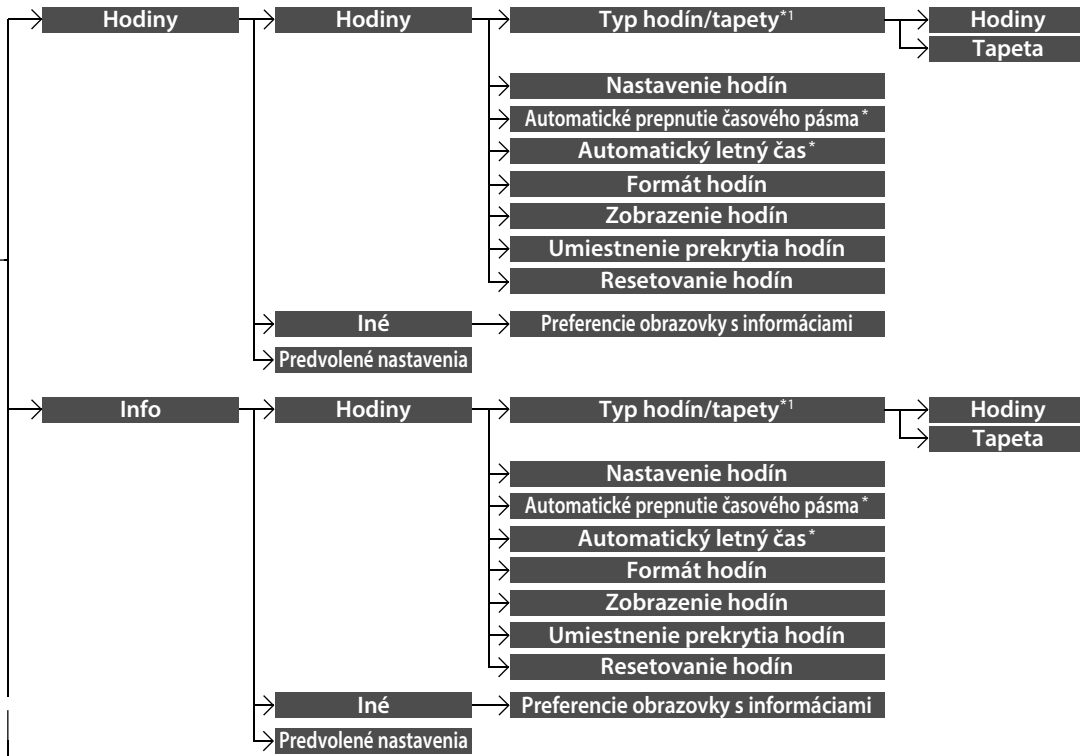 Hodiny Hodiny Typ hodín/tapety*1 Hodiny
Tapeta
Nastavenie hodín
Automatické prepnutie časového pásma*
Automatický letný čas*
Formát hodín
Zobrazenie hodín
Umiestnenie prekrytia hodín
Resetovanie hodín
Iné Preferencie obrazovky s informáciami
Predvolené nastavenia
Info Hodiny Typ hodín/tapety*1 Hodiny
Tapeta
Nastavenie hodín
Automatické prepnutie časového pásma*
Automatický letný čas*
Formát hodín
Zobrazenie hodín
Umiestnenie prekrytia hodín
Resetovanie hodín
Iné Preferencie obrazovky s informáciami
Predvolené nastavenia